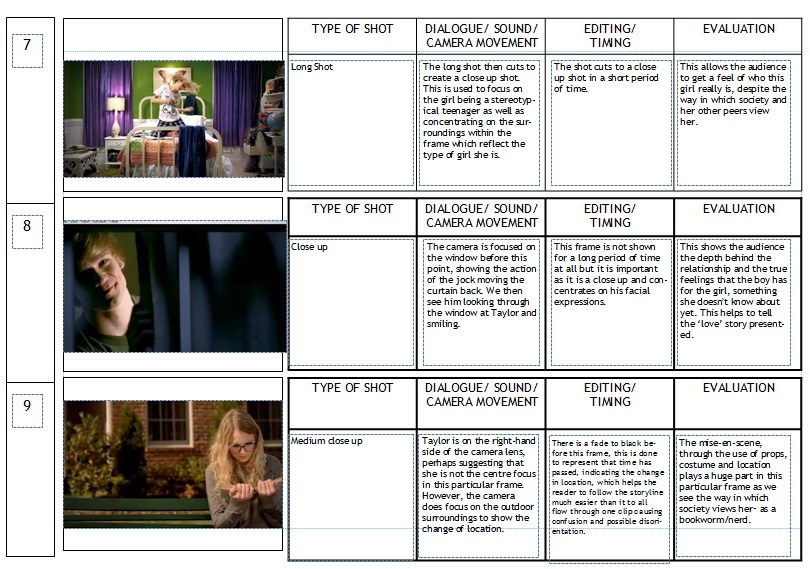 7
TYPE OF SHOT
DIALOGUE/ SOUND/
CAMERA MOVEMENT
EDITING/
TIMING
EVALUATION
Long Shot
The long shot then cuts to
create a close up shot.
This is used to focus on
the girl being a stereotyp-
ical teenager as well as
concentrating on the sur-
roundings within the
frame which reflect the
type of girl she is.
The shot cuts to a close
up shot in a short period
of time.
This allows the audience
to get a feel of who this
girl really is, despite the
way in which society and
her other peers view
her.
8
TYPE OF SHOT
DIALOGUE/ SOUND/
CAMERA MOVEMENT
EDITING/
TIMING
EVALUATION
Close up
The camera is focused on
the window before this
point, showing the action
of the jock moving the
curtain back. We then
see him looking through
the window at Taylor and
smiling.
This frame is not shown
for a long period of time
at all but it is important
as it is a close up and con-
centrates on his facial
expressions.
This shows the audience
the depth behind the
relationship and the true
feelings that the boy has
for the girl, something
she doesn't know about
yet. This helps to tell
the ‘love’ story present-
ed.
9
TYPE OF SHOT
DIALOGUE/ SOUND/
CAMERA MOVEMENT
EDITING/
TIMING
EVALUATION
Medium close up
Taylor is on the right-hand
side of the camera lens,
perhaps suggesting that
she is not the centre focus
in this particular frame.
However, the camera
does focus on the outdoor
surroundings to show the
change of location.
There is a fade to black be-
fore this frame, this is done
to represent that time has
passed, indicating the change
in location, which helps the
reader to follow the storyline
much easier than it to all
flow through one clip causing
confusion and possible disori-
entation.
The mise-en-scene,
through the use of props,
costume and location
plays a huge part in this
particular frame as we
see the way in which
society views her- as a
bookworm/nerd.